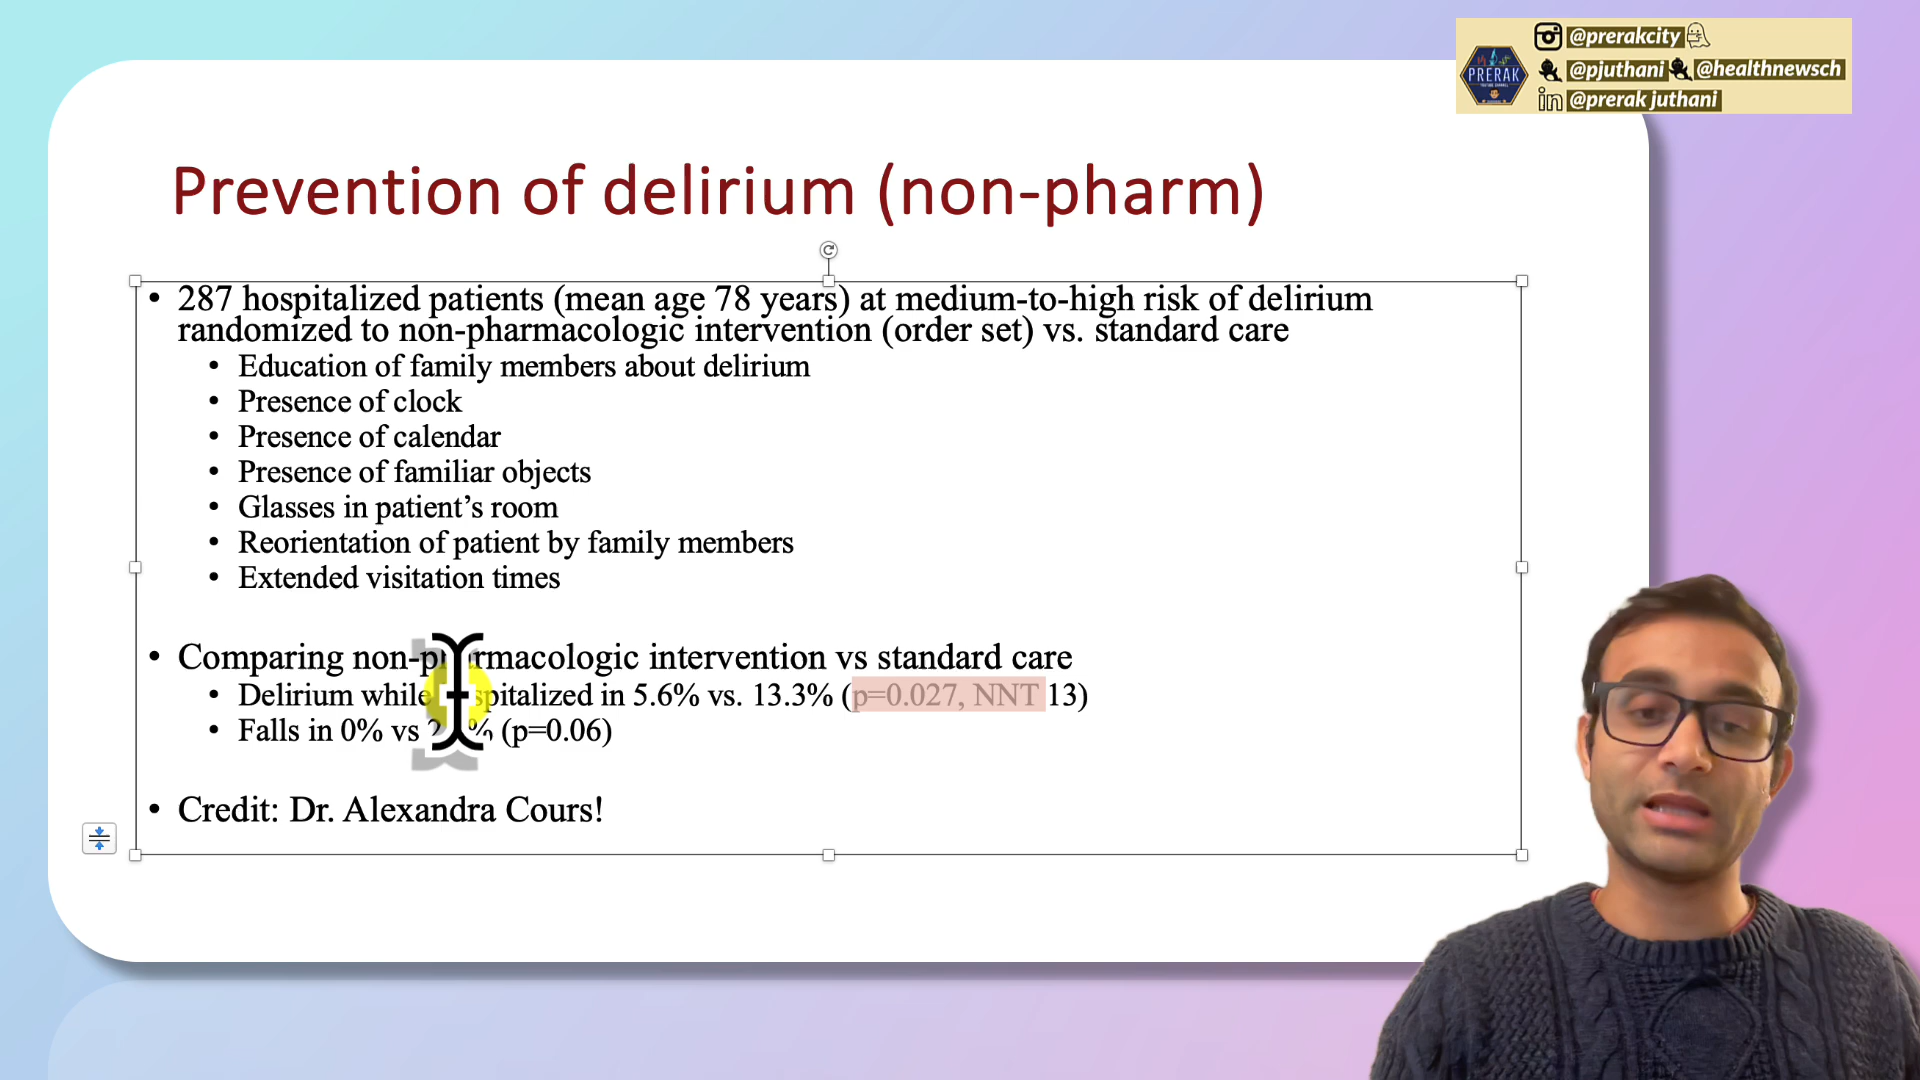 @prerakcity
@pjuthani @healthnewsch
in @prerak juthani
PRERAK
Prevention of delirium (non-pharm)
• 287 hospitalized patients (mean age 78 years) at medium-to-high risk of delirium
randomized to non-pharmacologic intervention (order set) vs. standard care
• Education of family members about delirium
• Presence of clock
• Presence of calendar
• Presence of familiar objects
• Glasses in patient’s room
• Reorientation of patient by family members
• Extended visitation times
• Comparing non-pharmacologic intervention vs standard care
• Delirium while hospitalized in 5.6% vs. 13.3% (p=0.027, NNT 13)
• Falls in 0% vs % (p=0.06)
• Credit: Dr. Alexandra Cours!